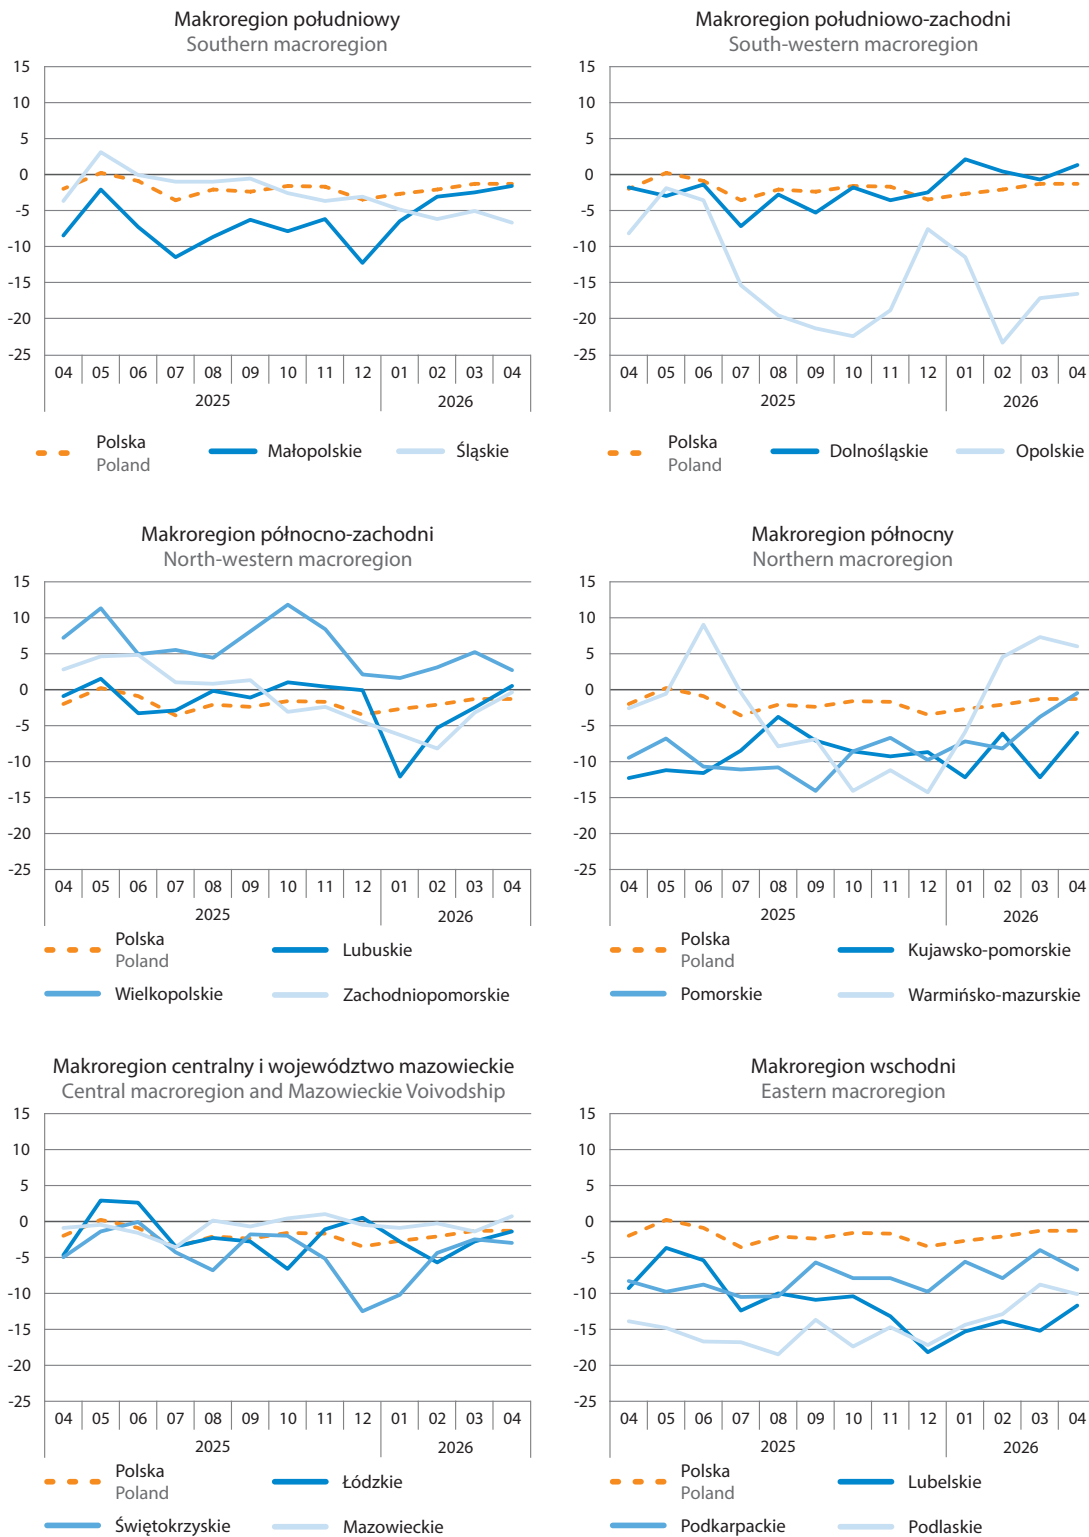 Makroregion południowy
Southern macroregion
15
10
5
0
-5
-10
-15
-20
-25
04 05 06 07 08 09 10 11 12 01 02 03 04
2025 2026
Polska
Poland
Małopolskie
Śląskie
Makroregion południowo-zachodni
South-western macroregion
15
10
5
0
-5
-10
-15
-20
-25
04 05 06 07 08 09 10 11 12 01 02 03 04
2025 2026
Polska
Poland
Dolnośląskie
Opolskie
Makroregion północno-zachodni
North-western macroregion
15
10
5
0
-5
-10
-15
-20
-25
04 05 06 07 08 09 10 11 12 01 02 03 04
2025 2026
Polska
Poland
Lubuskie
Wielkopolskie
Zachodniopomorskie
Makroregion północny
Northern macroregion
15
10
5
0
-5
-10
-15
-20
-25
04 05 06 07 08 09 10 11 12 01 02 03 04
2025 2026
Polska
Poland
Kujawsko-pomorskie
Pomorskie
Warmińsko-mazurskie
Makroregion centralny i województwo mazowieckie
Central macroregion and Mazowieckie Voivodship
15
10
5
0
-5
-10
-15
-20
-25
04 05 06 07 08 09 10 11 12 01 02 03 04
2025 2026
Polska
Poland
Łódzkie
Świętokrzyskie
Mazowieckie
Makroregion wschodni
Eastern macroregion
15
10
5
0
-5
-10
-15
-20
-25
04 05 06 07 08 09 10 11 12 01 02 03 04
2025 2026
Polska
Poland
Lubelskie
Podkarpackie
Podlaskie